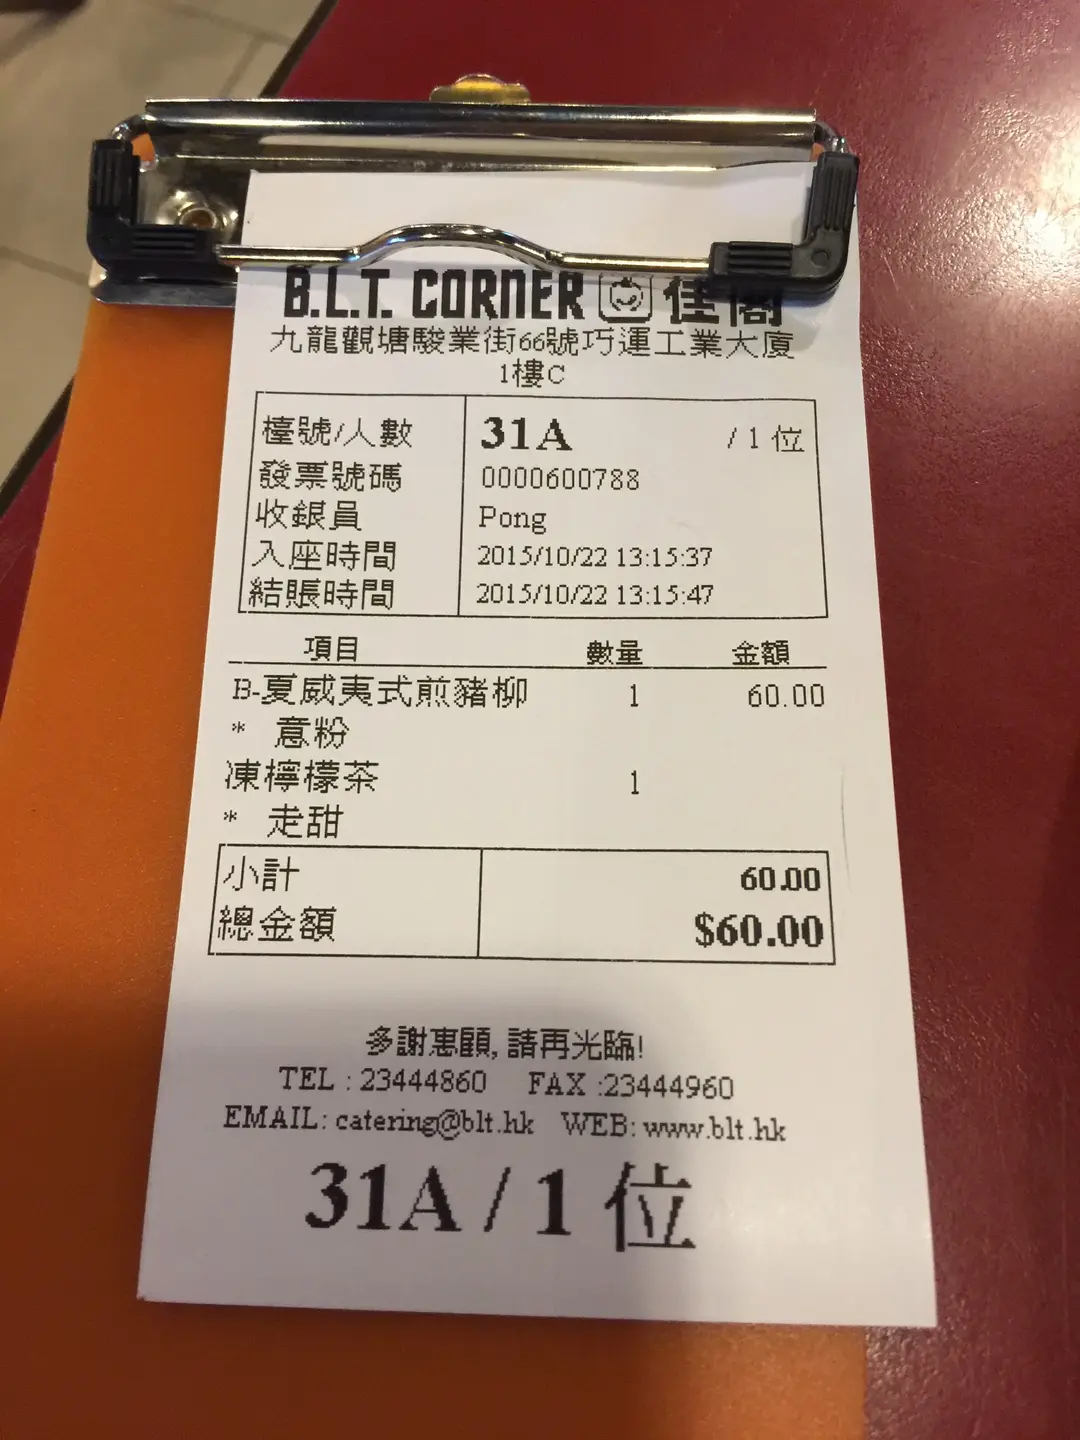 B.L.T. CORNER 佳閣
九龍觀塘駿業街66號巧運工業大廈
1樓C
檯號/人數 31A / 1 位
發票號碼 0000600788
收銀員 Pong
入座時間 2015/10/22 13:15:37
結賬時間 2015/10/22 13:15:47
項目 數量 金額
B-夏威夷式煎豬柳 1 60.00
* 意粉
凍檸檬茶 1
* 走甜
小計 60.00
總金額 $60.00
多謝惠顧, 請再光臨!
TEL : 23444860 FAX :23444960
EMAIL: catering@blt.hk WEB: www.blt.hk
31A / 1 位